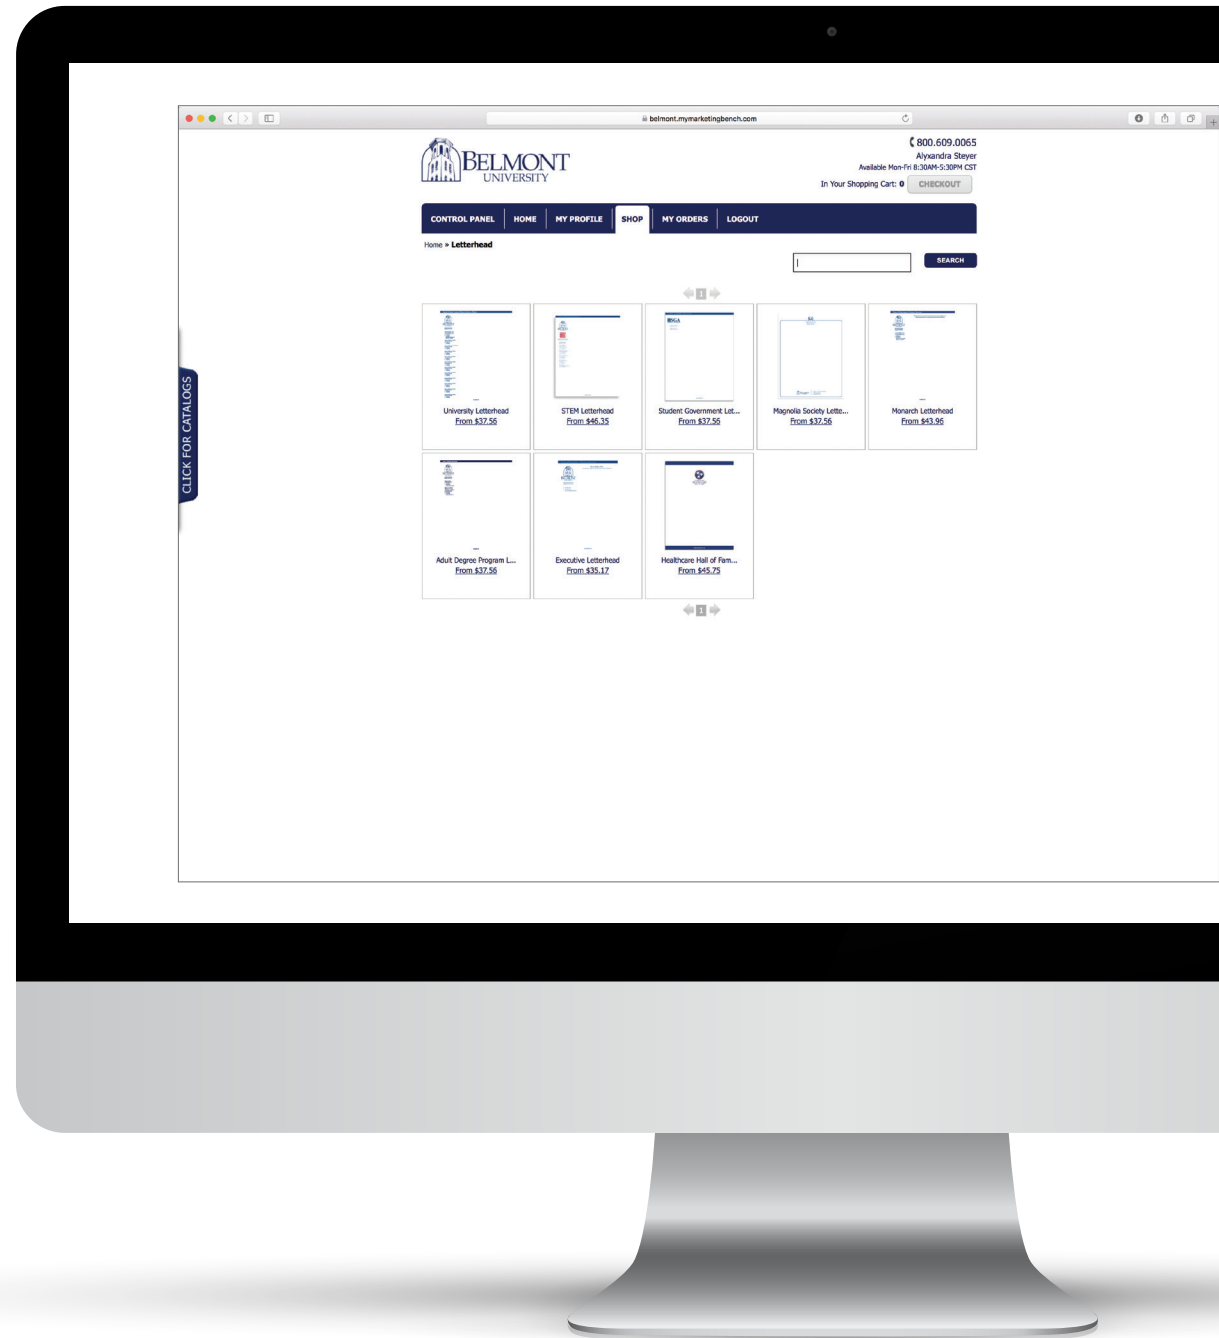 belmont.mymarketingbench.com
BELMONT
UNIVERSITY
800.609.0065
Alyxandra Steyer
Available Mon-Fri 8:30AM-5:30PM CST
In Your Shopping Cart: 0 CHECKOUT
CONTROL PANEL HOME MY PROFILE SHOP MY ORDERS LOGOUT
Home » Letterhead
SEARCH
1
CLICK FOR CATALOGS
SGA
University Letterhead
From $37.56
STEM Letterhead
From $46.35
Student Government Let...
From $37.56
Magnolia Society Lette...
From $37.56
Monarch Letterhead
From $43.96
Adult Degree Program L...
From $37.56
Executive Letterhead
From $35.17
Healthcare Hall of Fam...
From $45.75
1